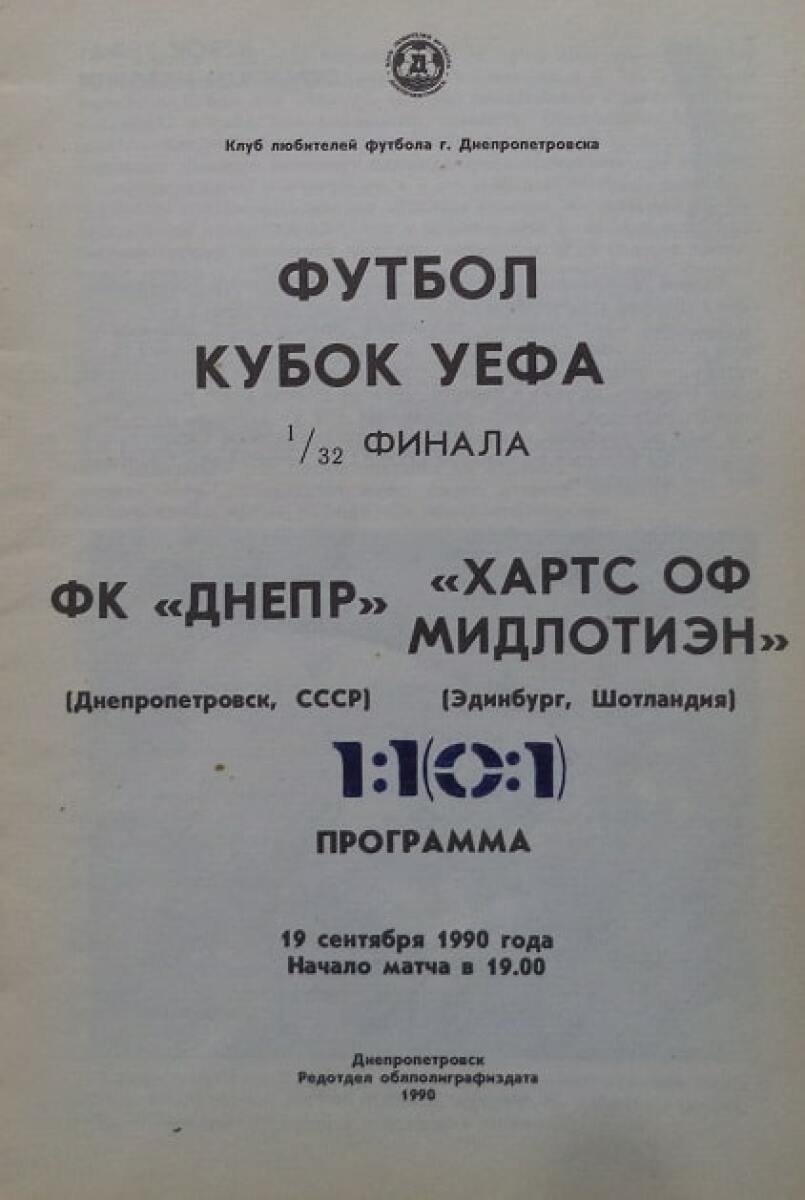 Клуб любителей футбола г. Днепропетровска
ФУТБОЛ
КУБОК УЕФА
1/32 ФИНАЛА
ФК «ДНЕПР»
(Днепропетровск, СССР)
«ХАРТС ОФ
МИДЛОТИЭН»
(Эдинбург, Шотландия)
1:1(0:1)
ПРОГРАММА
19 сентября 1990 года
Начало матча в 19.00
Днепропетровск
Редотдел облполиграфиздата
1990